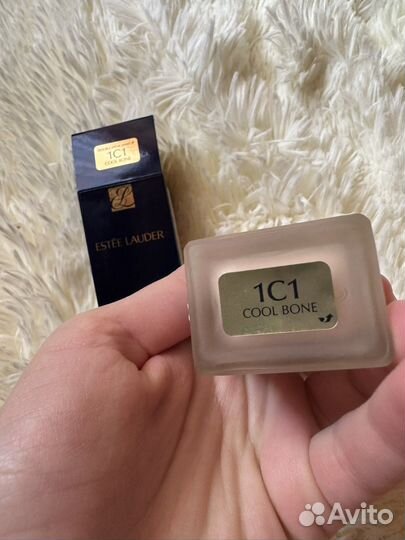 1C1
COOL BONE
ESTĒE LAUDER
1C1
COOL BONE
Avito